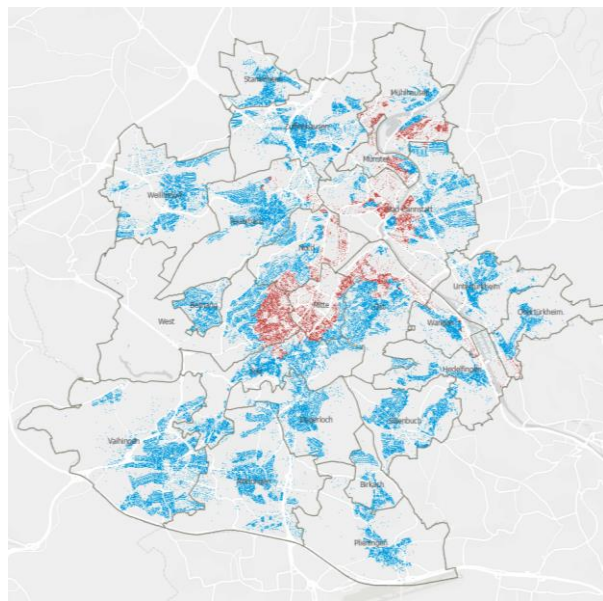 Stammheim
Mühlhausen
Zuffenhausen
Münster
Weilimdorf
Feuerbach
Bad Cannstatt
Nord
Untertürkheim
Botnang
Mitte
Obertürkheim
West
Wangen
Ost
Süd
Hedelfingen
Degerloch
Sillenbuch
Vaihingen
Möhringen
Birkach
Plieningen